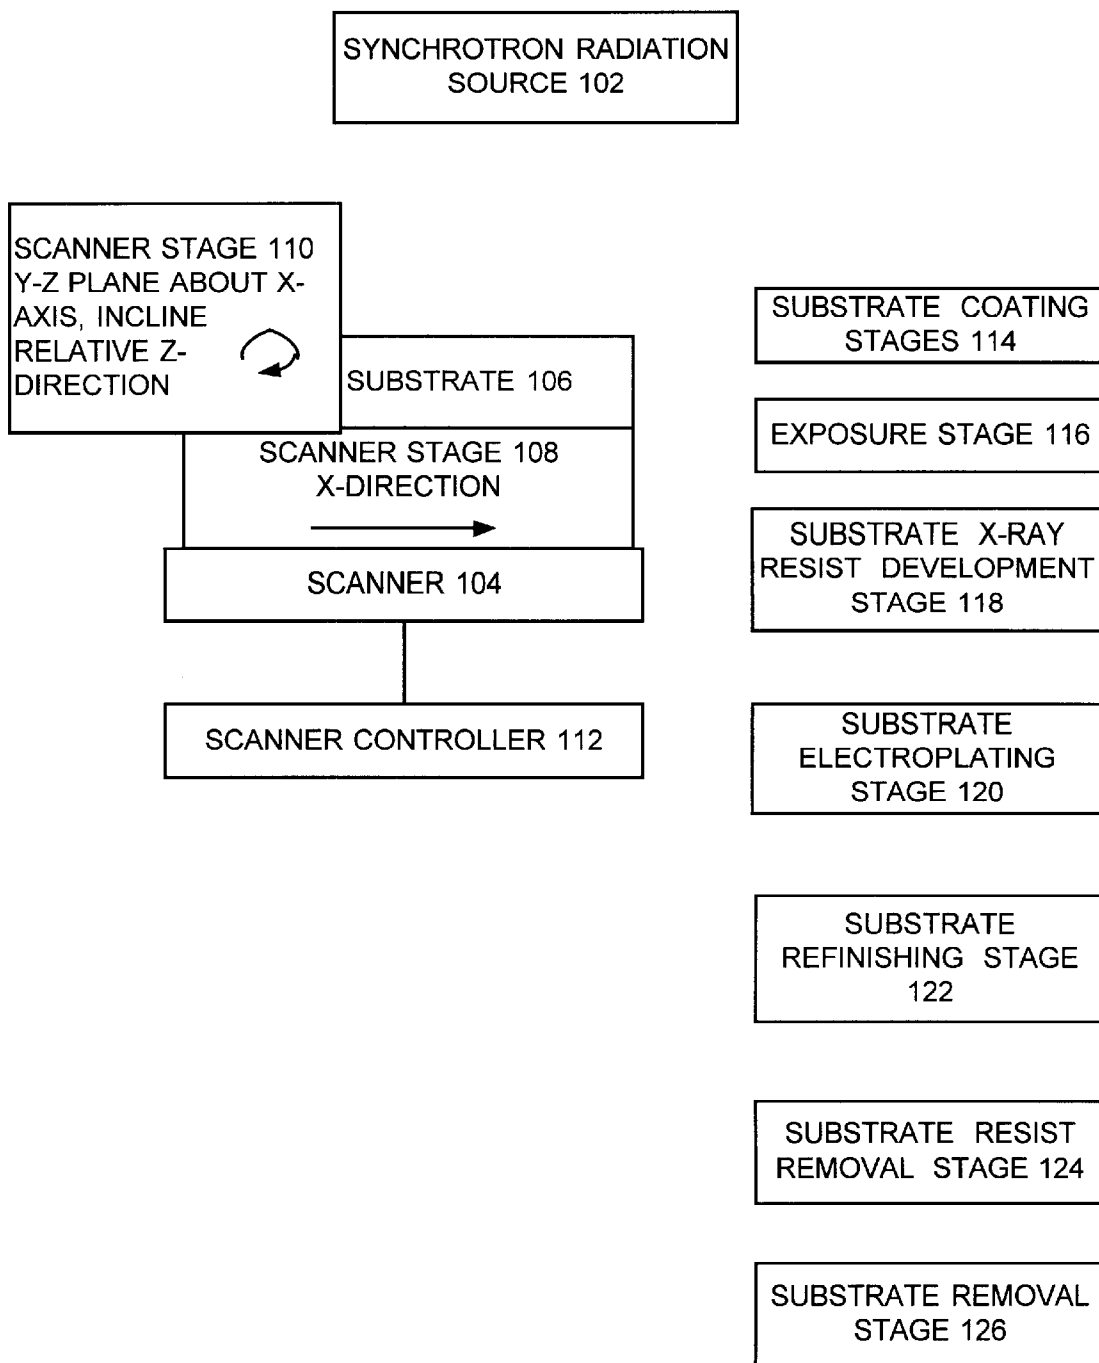 SYNCHROTRON RADIATION
SOURCE 102
SCANNER STAGE 110
Y-Z PLANE ABOUT X-
AXIS, INCLINE
RELATIVE Z-
DIRECTION
SUBSTRATE 106
SCANNER STAGE 108
X-DIRECTION
SCANNER 104
SCANNER CONTROLLER 112
SUBSTRATE COATING
STAGES 114
EXPOSURE STAGE 116
SUBSTRATE X-RAY
RESIST DEVELOPMENT
STAGE 118
SUBSTRATE
ELECTROPLATING
STAGE 120
SUBSTRATE
REFINISHING STAGE
122
SUBSTRATE RESIST
REMOVAL STAGE 124
SUBSTRATE REMOVAL
STAGE 126